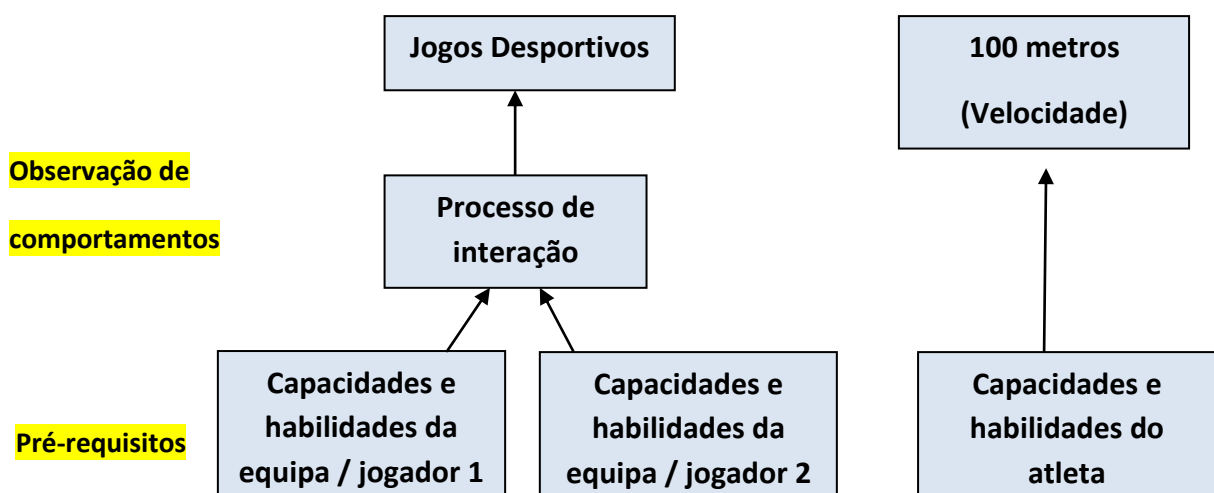 Jogos Desportivos
100 metros
(Velocidade)
Observação de
comportamentos
Processo de
interação
Pré-requisitos
Capacidades e
habilidades da
equipa / jogador 1
Capacidades e
habilidades da
equipa / jogador 2
Capacidades e
habilidades do
atleta